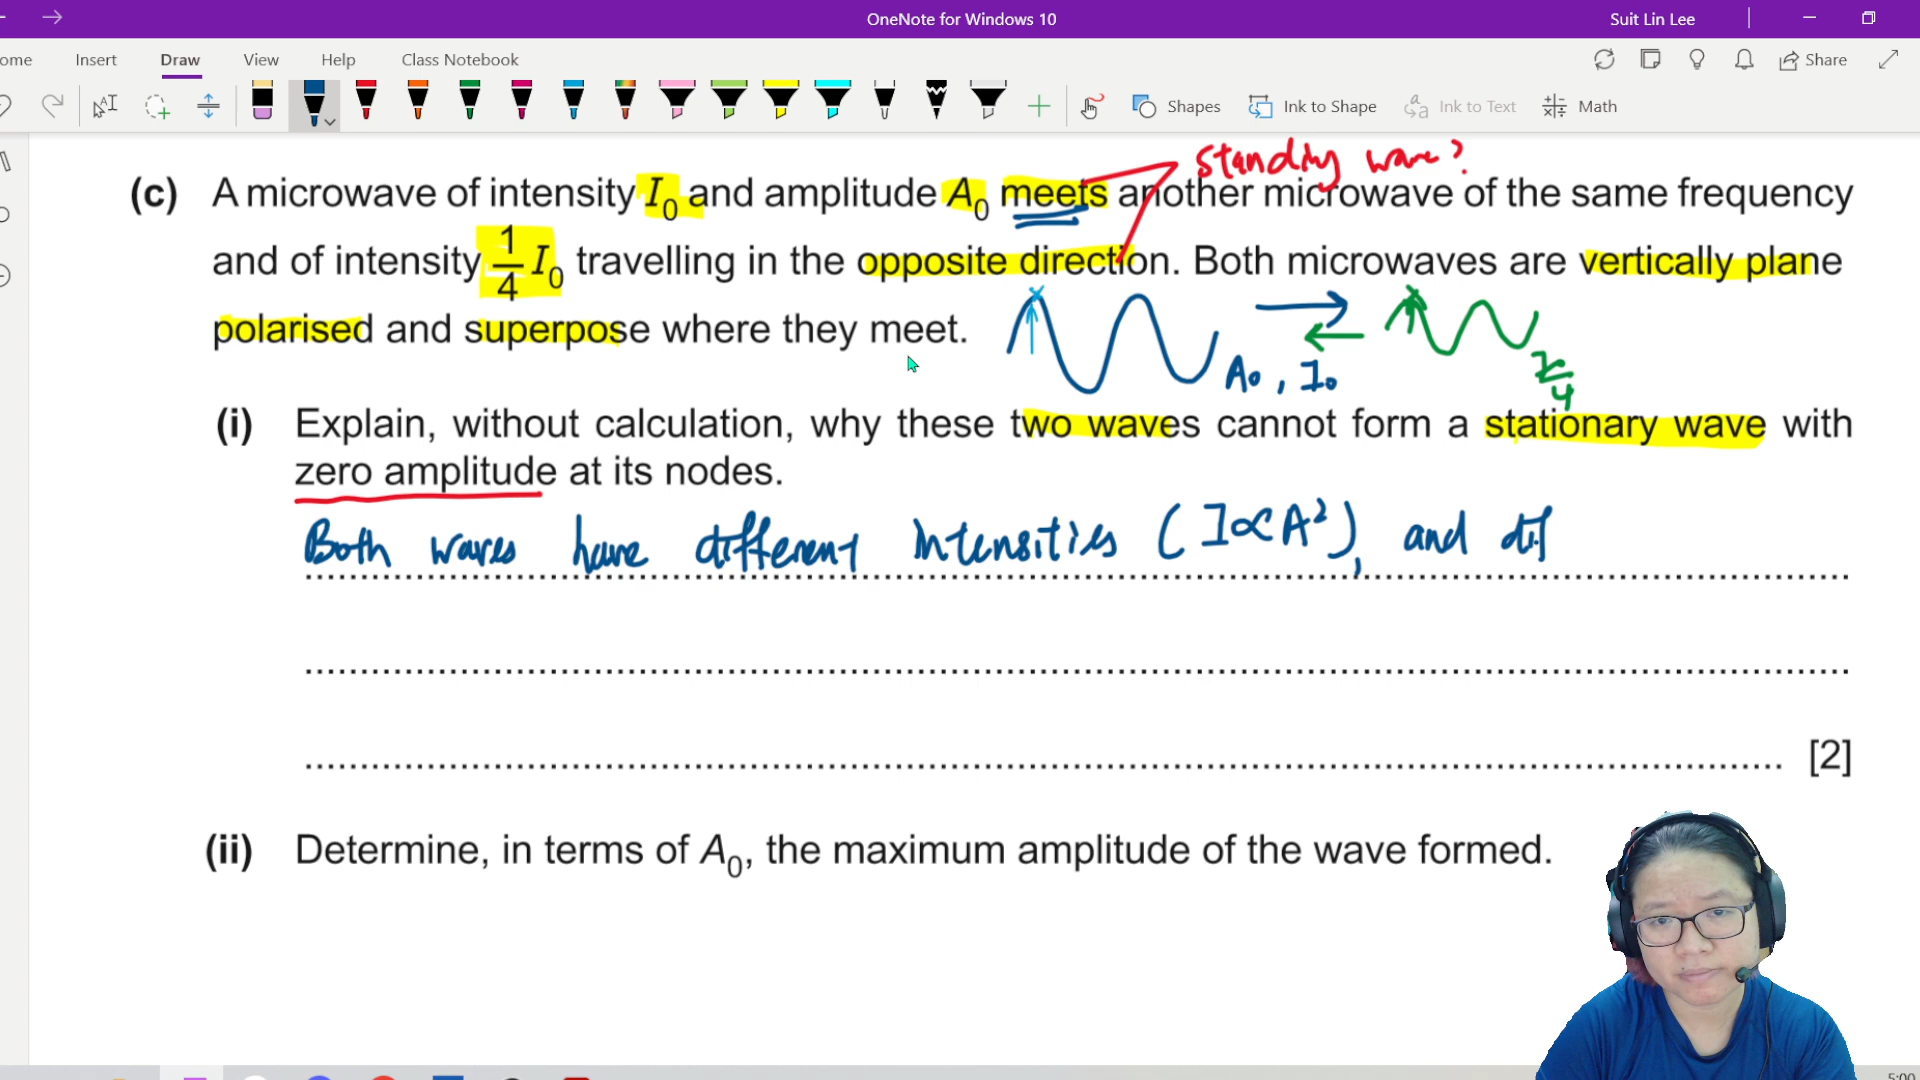 OneNote for Windows 10
Suit Lin Lee
ome Insert Draw View Help Class Notebook
Share
Shapes Ink to Shape Ink to Text Math
standing wave?
(c) A microwave of intensity I0 and amplitude A0 meets another microwave of the same frequency
and of intensity 1/4 I0 travelling in the opposite direction. Both microwaves are vertically plane
polarised and superpose where they meet.
A0, I0
I0/4
(i) Explain, without calculation, why these two waves cannot form a stationary wave with
zero amplitude at its nodes.
Both waves have different intensities (I∝A²), and dif
[2]
(ii) Determine, in terms of A0, the maximum amplitude of the wave formed.
5:00